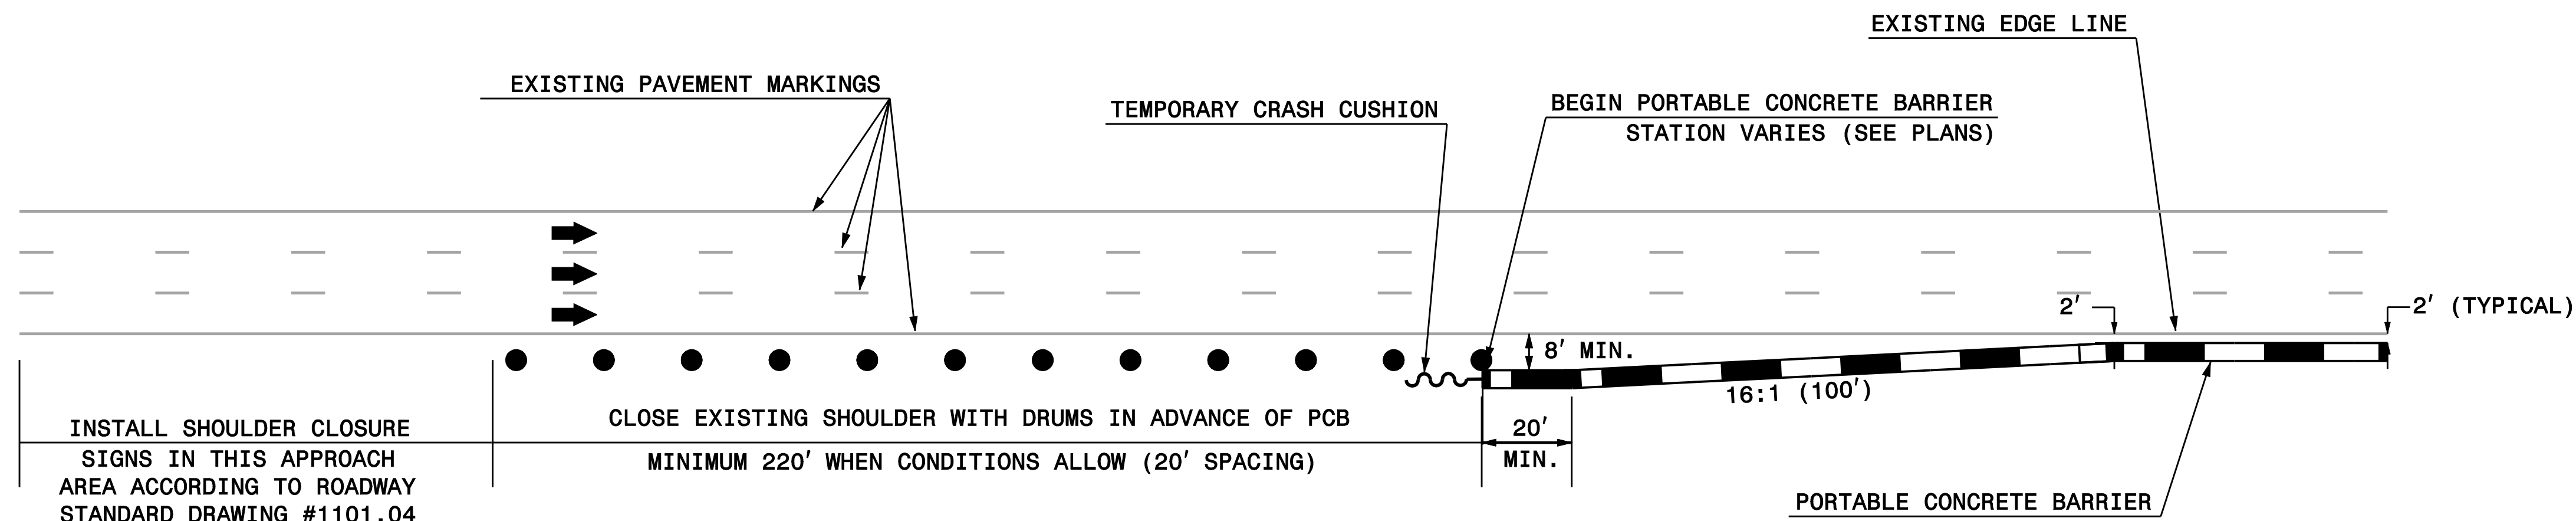 EXISTING EDGE LINE
EXISTING PAVEMENT MARKINGS
TEMPORARY CRASH CUSHION
BEGIN PORTABLE CONCRETE BARRIER
STATION VARIES (SEE PLANS)
2'
2' (TYPICAL)
8' MIN.
16:1 (100')
INSTALL SHOULDER CLOSURE
SIGNS IN THIS APPROACH
AREA ACCORDING TO ROADWAY
STANDARD DRAWING #1101.04
CLOSE EXISTING SHOULDER WITH DRUMS IN ADVANCE OF PCB
MINIMUM 220' WHEN CONDITIONS ALLOW (20' SPACING)
20'
MIN.
PORTABLE CONCRETE BARRIER